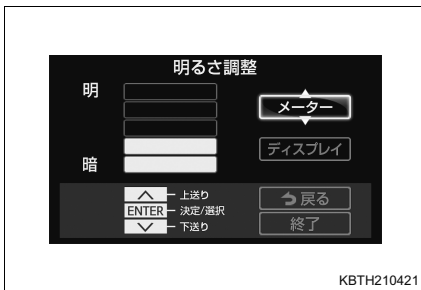 明るさ調整
明
メーター
ディスプレイ
暗
上送り
ENTER 決定/選択
下送り
戻る
終了
KBTH210421